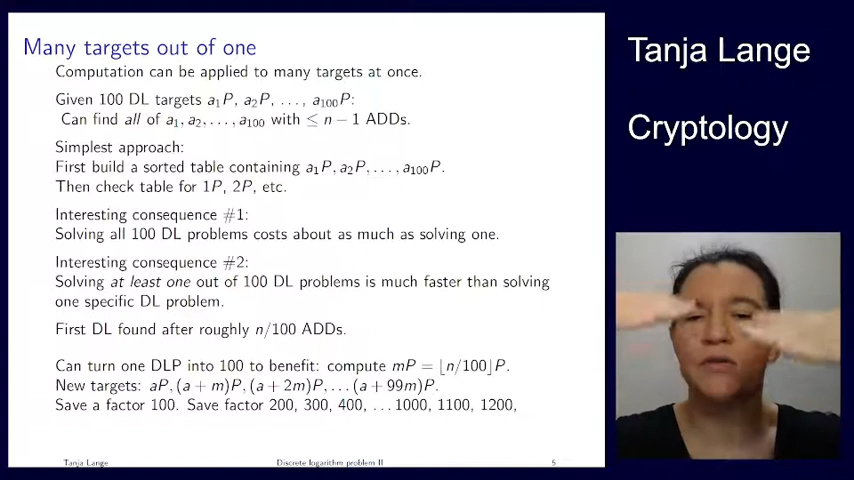 Many targets out of one
Computation can be applied to many targets at once.
Given 100 DL targets a₁P, a₂P, . . . , a₁₀₀P:
Can find all of a₁, a₂, . . . , a₁₀₀ with ≤ n − 1 ADDs.
Simplest approach:
First build a sorted table containing a₁P, a₂P, . . . , a₁₀₀P.
Then check table for 1P, 2P, etc.
Interesting consequence #1:
Solving all 100 DL problems costs about as much as solving one.
Interesting consequence #2:
Solving at least one out of 100 DL problems is much faster than solving
one specific DL problem.
First DL found after roughly n/100 ADDs.
Can turn one DLP into 100 to benefit: compute mP = ⌊n/100⌋P.
New targets: aP, (a + m)P, (a + 2m)P, . . . (a + 99m)P.
Save a factor 100. Save factor 200, 300, 400, . . . 1000, 1100, 1200,
Tanja Lange
Discrete logarithm problem II
5
Tanja Lange
Cryptology